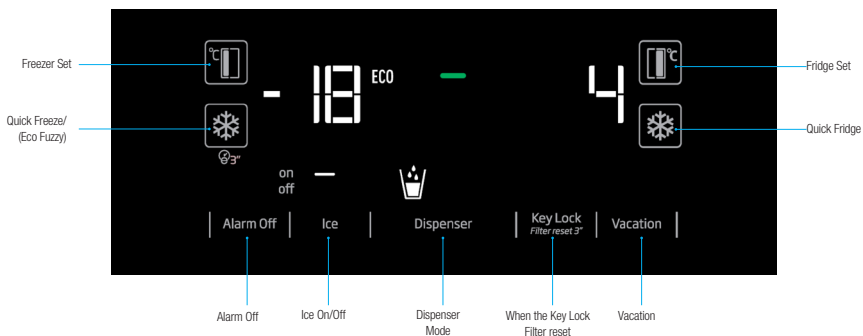 Freezer Set
°C
°C
Fridge Set
-18
ECO
4
Quick Freeze/
(Eco Fuzzy)
Quick Fridge
3"
on
off
Alarm Off
Ice
Dispenser
Key Lock
Filter reset 3"
Vacation
Alarm Off
Ice On/Off
Dispenser
Mode
When the Key Lock
Filter reset
Vacation